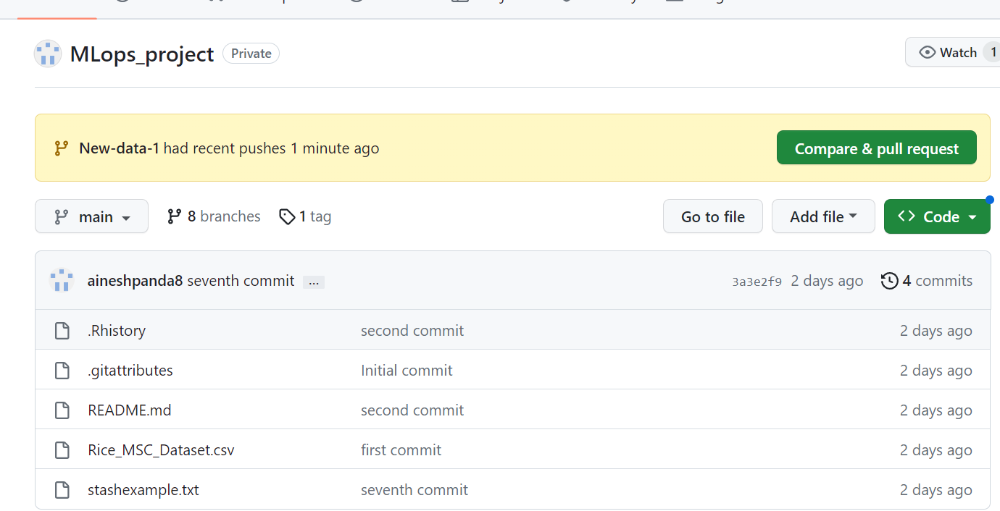 MLops_project Private
Watch 1
New-data-1 had recent pushes 1 minute ago
Compare & pull request
main 8 branches 1 tag Go to file Add file Code
aineshpanda8 seventh commit ... 3a3e2f9 2 days ago 4 commits
.Rhistory second commit 2 days ago
.gitattributes Initial commit 2 days ago
README.md second commit 2 days ago
Rice_MSC_Dataset.csv first commit 2 days ago
stashexample.txt seventh commit 2 days ago